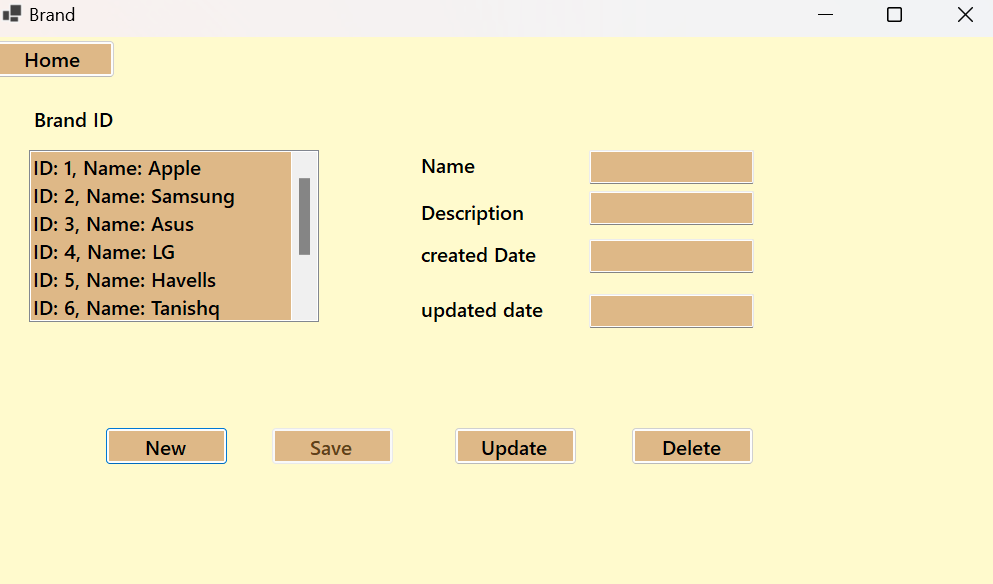 Brand
Home
Brand ID
ID: 1, Name: Apple
ID: 2, Name: Samsung
ID: 3, Name: Asus
ID: 4, Name: LG
ID: 5, Name: Havells
ID: 6, Name: Tanishq
Name
Description
created Date
updated date
New
Save
Update
Delete